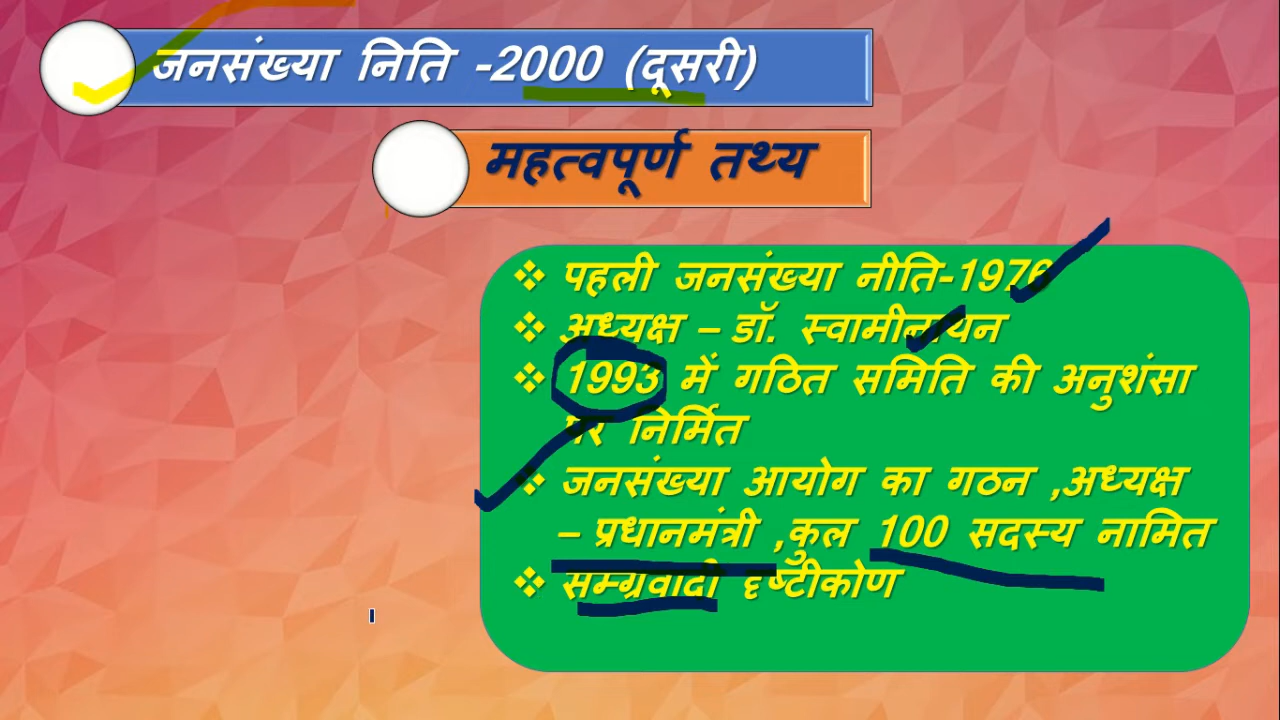 जनसंख्या निति -2000 (दूसरी)
महत्वपूर्ण तथ्य
❖ पहली जनसंख्या नीति-1976
❖ अध्यक्ष – डॉ. स्वामीनाथन
❖ 1993 में गठित समिति की अनुशंसा
पर निर्मित
❖ जनसंख्या आयोग का गठन ,अध्यक्ष
– प्रधानमंत्री ,कुल 100 सदस्य नामित
❖ सम्ग्रवादी दृष्टीकोण